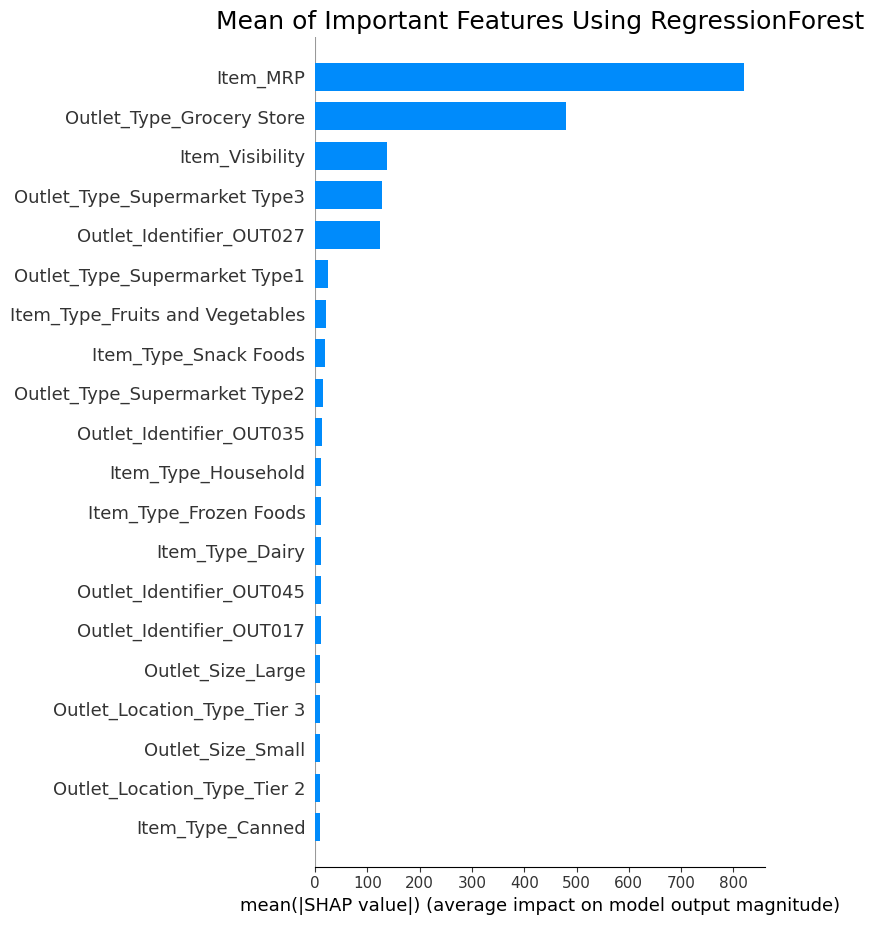 Mean of Important Features Using RegressionForest
Item_MRP
Outlet_Type_Grocery Store
Item_Visibility
Outlet_Type_Supermarket Type3
Outlet_Identifier_OUT027
Outlet_Type_Supermarket Type1
Item_Type_Fruits and Vegetables
Item_Type_Snack Foods
Outlet_Type_Supermarket Type2
Outlet_Identifier_OUT035
Item_Type_Household
Item_Type_Frozen Foods
Item_Type_Dairy
Outlet_Identifier_OUT045
Outlet_Identifier_OUT017
Outlet_Size_Large
Outlet_Location_Type_Tier 3
Outlet_Size_Small
Outlet_Location_Type_Tier 2
Item_Type_Canned
0 100 200 300 400 500 600 700 800
mean(|SHAP value|) (average impact on model output magnitude)